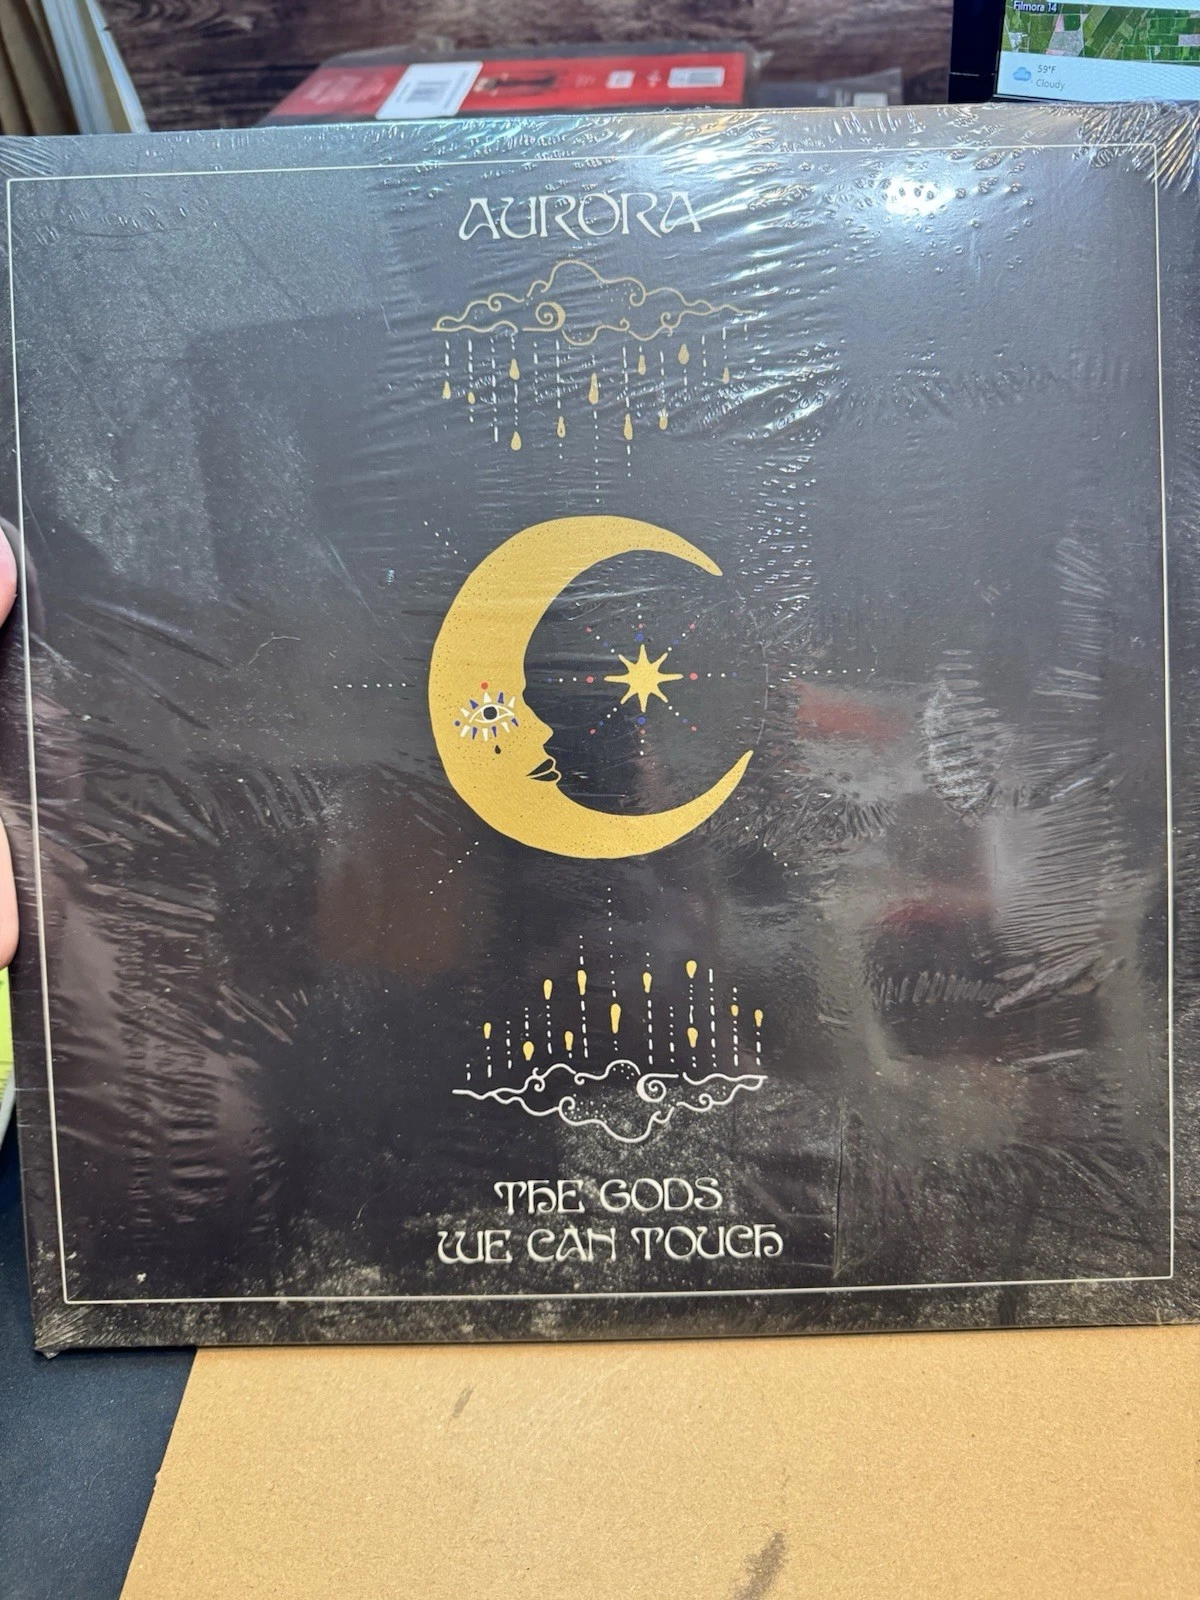 Filmora 14
59°F
Cloudy
AURORA
THE GODS
WE CAN TOUCH